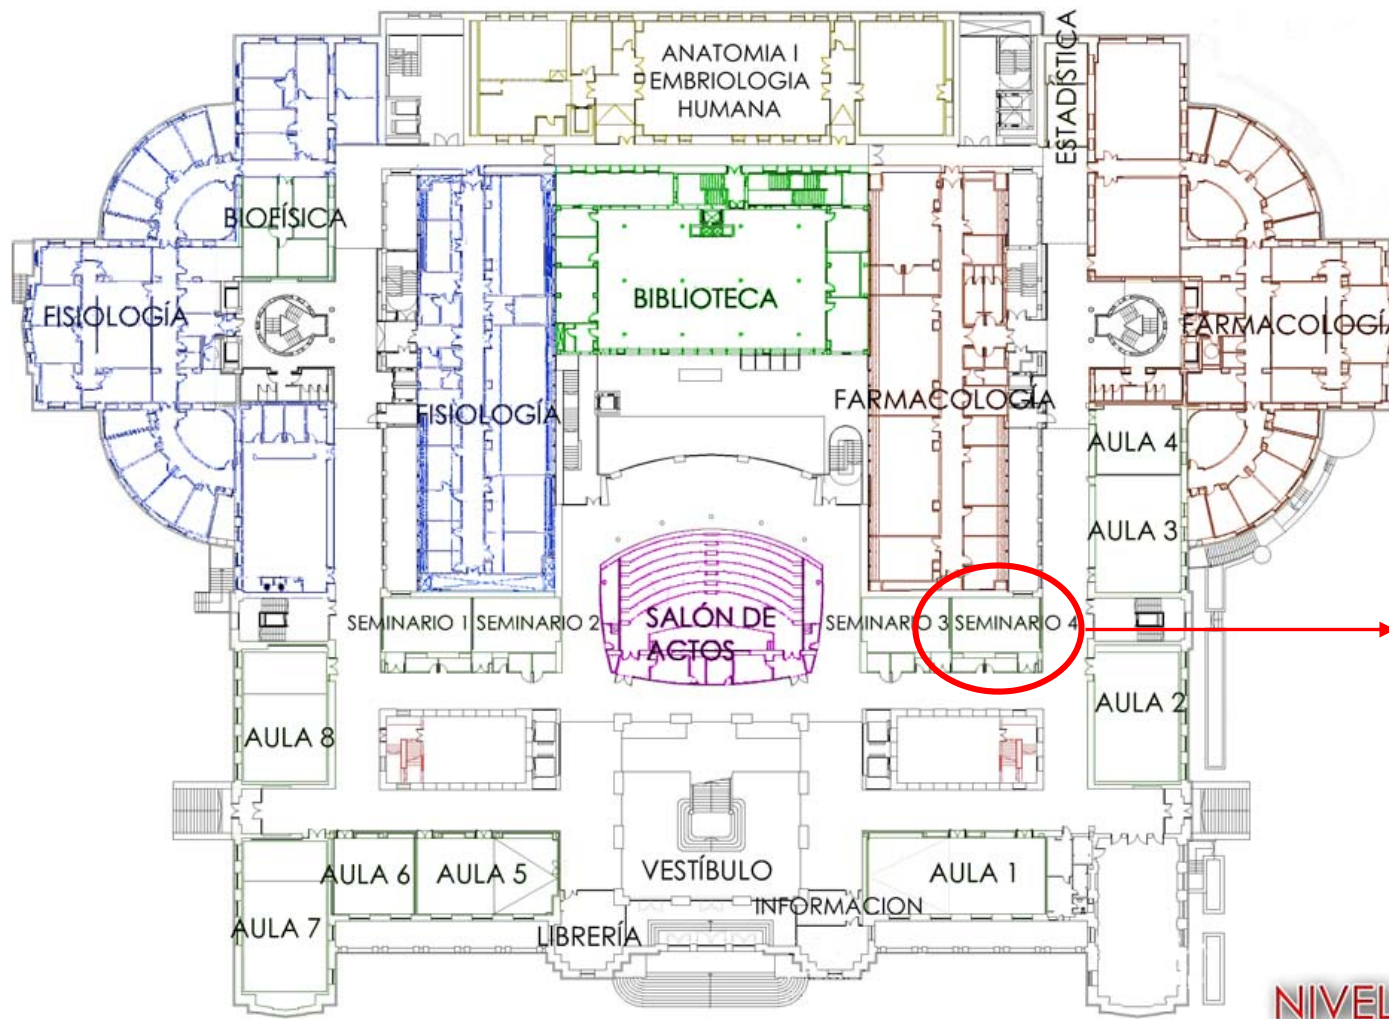 ANATOMIA I
EMBRIOLOGIA
HUMANA
ESTADÍSTICA
BIOFÍSICA
FISIOLOGÍA
BIBLIOTECA
FARMACOLOGÍA
FISIOLOGÍA
FARMACOLOGÍA
AULA 4
AULA 3
SEMINARIO 1
SEMINARIO 2
SALÓN DE
ACTOS
SEMINARIO 3
SEMINARIO 4
AULA 8
AULA 2
VESTÍBULO
AULA 6
AULA 5
AULA 1
INFORMACION
AULA 7
LIBRERÍA
NIVEL